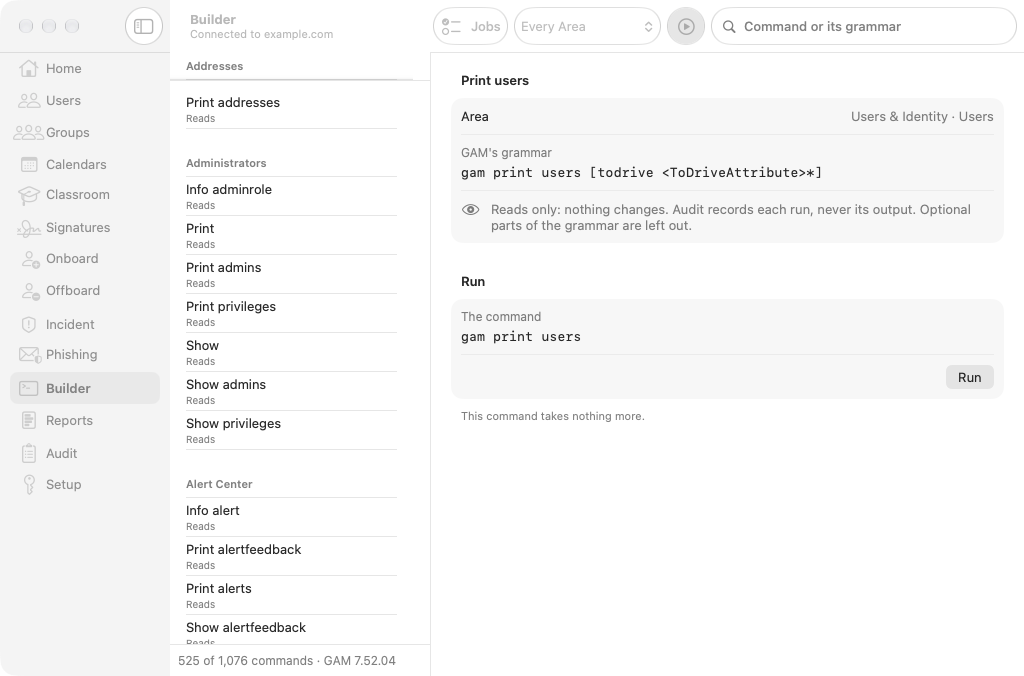 Builder
Connected to example.com
Jobs
Every Area
Command or its grammar
Home
Users
Groups
Calendars
Classroom
Signatures
Onboard
Offboard
Incident
Phishing
Builder
Reports
Audit
Setup
Addresses
Print addresses
Reads
Administrators
Info adminrole
Reads
Print
Reads
Print admins
Reads
Print privileges
Reads
Show
Reads
Show admins
Reads
Show privileges
Reads
Alert Center
Info alert
Reads
Print alertfeedback
Reads
Print alerts
Reads
Show alertfeedback
Reads
525 of 1,076 commands · GAM 7.52.04
Print users
Area
Users & Identity · Users
GAM's grammar
gam print users [todrive <ToDriveAttribute>*]
Reads only: nothing changes. Audit records each run, never its output. Optional
parts of the grammar are left out.
Run
The command
gam print users
Run
This command takes nothing more.